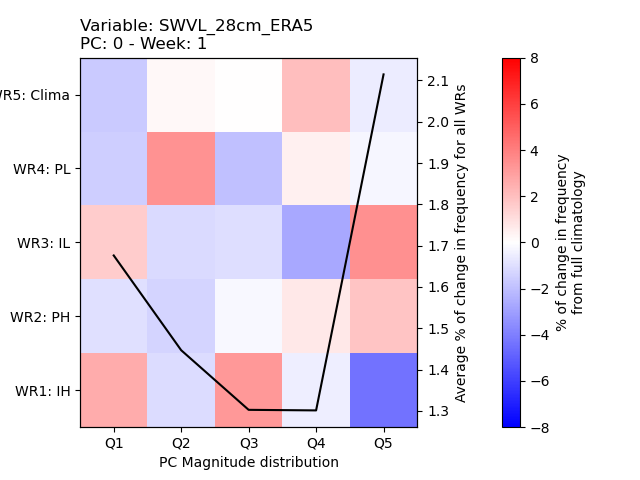 Variable: SWVL_28cm_ERA5
PC: 0 - Week: 1
WR5: Clima
WR4: PL
WR3: IL
WR2: PH
WR1: IH
Q1 Q2 Q3 Q4 Q5
PC Magnitude distribution
2.1
2.0
1.9
1.8
1.7
1.6
1.5
1.4
1.3
Average % of change in frequency for all WRs
8
6
4
2
0
−2
−4
−6
−8
% of change in frequency
from full climatology